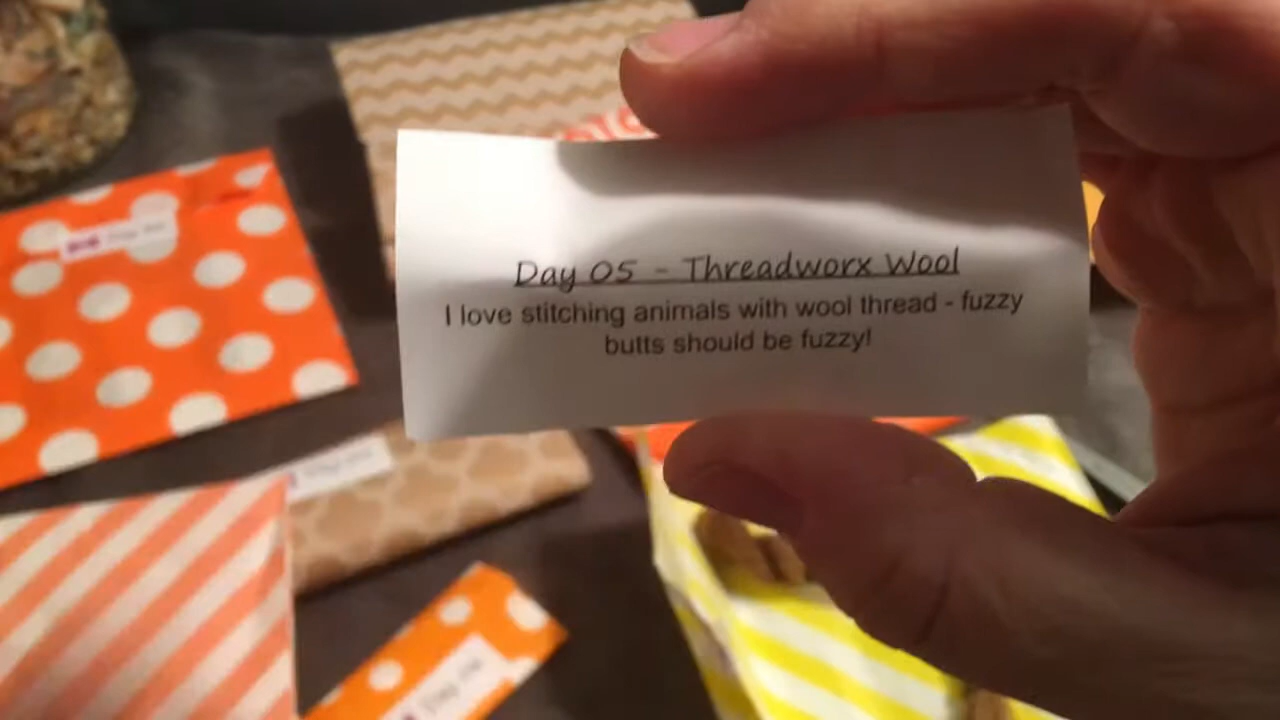 Day 05 - Threadworx Wool
I love stitching animals with wool thread - fuzzy
butts should be fuzzy!